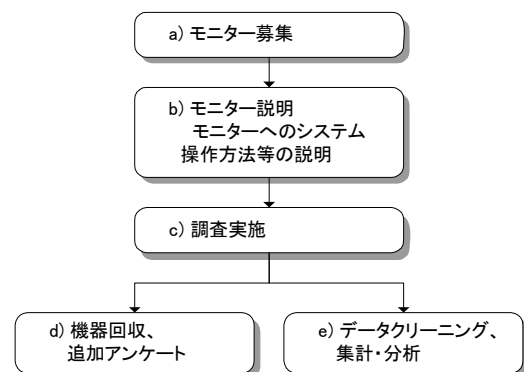 a) モニター募集
b) モニター説明
モニターへのシステム
操作方法等の説明
c) 調査実施
d) 機器回収、
追加アンケート
e) データクリーニング、
集計・分析